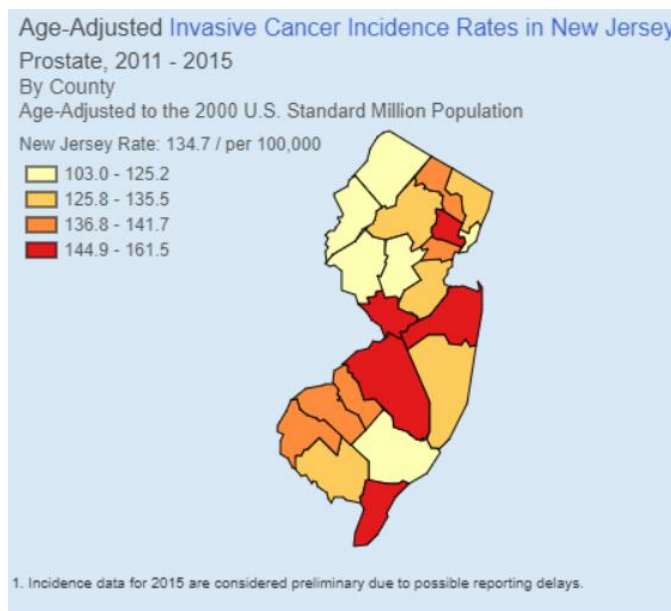 Age-Adjusted Invasive Cancer Incidence Rates in New Jersey
Prostate, 2011 - 2015
By County
Age-Adjusted to the 2000 U.S. Standard Million Population
New Jersey Rate: 134.7 / per 100,000
103.0 - 125.2
125.8 - 135.5
136.8 - 141.7
144.9 - 161.5
1. Incidence data for 2015 are considered preliminary due to possible reporting delays.